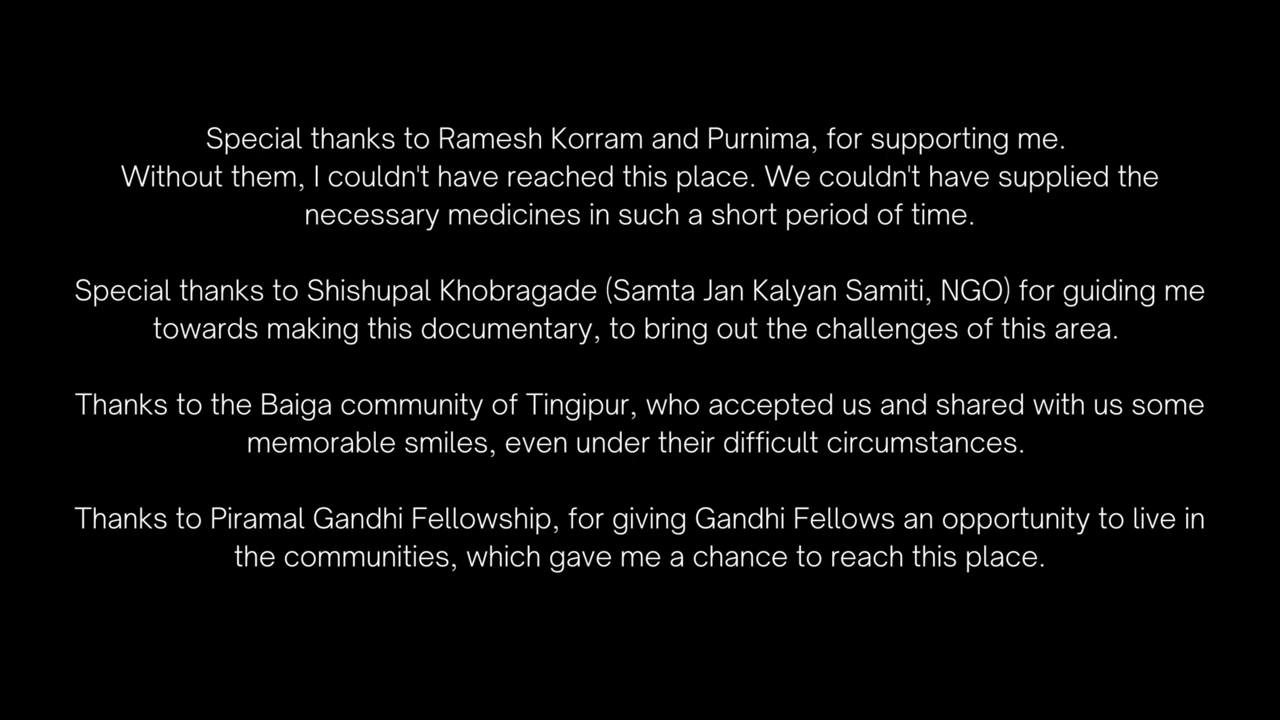 Special thanks to Ramesh Korram and Purnima, for supporting me.
Without them, I couldn't have reached this place. We couldn't have supplied the
necessary medicines in such a short period of time.
Special thanks to Shishupal Khobragade (Samta Jan Kalyan Samiti, NGO) for guiding me
towards making this documentary, to bring out the challenges of this area.
Thanks to the Baiga community of Tingipur, who accepted us and shared with us some
memorable smiles, even under their difficult circumstances.
Thanks to Piramal Gandhi Fellowship, for giving Gandhi Fellows an opportunity to live in
the communities, which gave me a chance to reach this place.